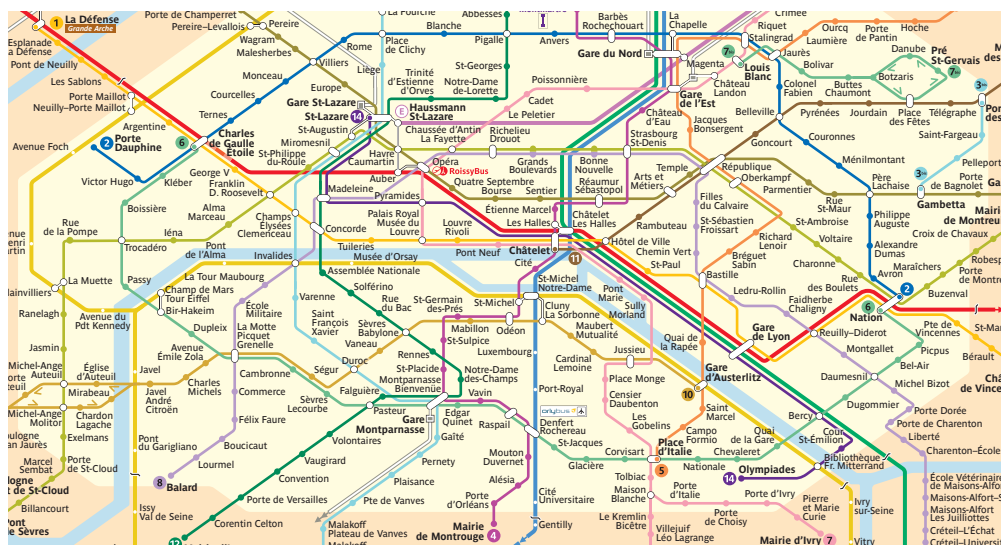 La Défense
Grande Arche
1
Esplanade
La Défense
Pont de Neuilly
Les Sablons
Porte Maillot
Neuilly–Porte Maillot
Argentine
Avenue Foch
2
Porte
Dauphine
Victor Hugo
Porte de Champerret
Pereire–Levallois
Pereire
Wagram
Malesherbes
Villiers
Monceau
Courcelles
Ternes
6
Charles
de Gaulle
Étoile
Kléber
Boissière
Trocadéro
Passy
George V
Franklin
D. Roosevelt
Alma
Marceau
Iéna
Rue
de la Pompe
La Muette
Ranelagh
Jasmin
Michel-Ange
Auteuil
Église
d'Auteuil
Mirabeau
Javel
Chardon
Lagache
Michel-Ange
Molitor
Exelmans
Porte
de St-Cloud
Marcel
Sembat
Billancourt
Pont
de Sèvres
Javel
André
Citroën
Pont
du Garigliano
Issy
Val de Seine
8
Balard
Lourmel
Boucicaut
Félix Faure
Commerce
Charles
Michels
Avenue
Émile Zola
La Motte
Picquet
Grenelle
Dupleix
Bir-Hakeim
Champ de Mars
Tour Eiffel
Avenue du
Pdt Kennedy
La Tour Maubourg
École
Militaire
Pont
de l'Alma
Invalides
Champs
Élysées
Clemenceau
Concorde
Madeleine
St-Philippe
du-Roule
Miromesnil
St-Augustin
Gare St-Lazare
St-Lazare
14
E
Haussmann
St-Lazare
Havre
Caumartin
Auber
Opéra
RoissyBus
Chaussée d'Antin
La Fayette
Richelieu
Drouot
Grands
Boulevards
Bonne
Nouvelle
Strasbourg
St-Denis
Europe
Rome
Liège
Place
de Clichy
La Fourche
Blanche
Abbesses
Pigalle
St-Georges
Trinité
d'Estienne
d'Orves
Notre-Dame
de-Lorette
Cadet
Le Peletier
Poissonnière
Anvers
Barbès
Rochechouart
Gare du Nord
La
Chapelle
Magenta
Gare
de l'Est
Château
Landon
Château
d'Eau
7
Louis
Blanc
Stalingrad
Riquet
Crimée
Jaurès
Laumière
Ourcq
Porte
de Pantin
Hoche
Bolivar
Buttes
Chaumont
Botzaris
Danube
Pré
St-Gervais
7
Place
des Fêtes
Jourdain
Pyrénées
Télégraphe
Saint-Fargeau
Pelleport
Porte
de Bagnolet
Gambetta
Colonel
Fabien
Belleville
Couronnes
Ménilmontant
Père
Lachaise
Philippe
Auguste
Alexandre
Dumas
Avron
Goncourt
Jacques
Bonsergent
République
Oberkampf
Parmentier
Rue
St-Maur
St-Ambroise
Voltaire
Charonne
Rue
des Boulets
Temple
Arts et
Métiers
Filles
du Calvaire
St-Sébastien
Froissart
Richard
Lenoir
Bréguet
Sabin
Chemin Vert
Bastille
Ledru-Rollin
Faidherbe
Chaligny
Reuilly–Diderot
Montgallet
Daumesnil
6
Nation
2
Maraîchers
Buzenval
Croix de Chavaux
Pte de
Vincennes
Picpus
Bel-Air
Michel Bizot
Porte Dorée
Porte de Charenton
Liberté
Charenton–École
École Vétérinaire
de Maisons-Alfort
Maisons-Alfort
Les Juilliottes
Créteil–L'Échat
Bérault
Dugommier
Bercy
Cour
St-Émilion
Bibliothèque
Fr. Mitterrand
14
Olympiades
Ivry
sur-Seine
Vitry
Quatre Septembre
Bourse
Sentier
Réaumur
Sébastopol
Étienne Marcel
Les Halles
Châtelet
Les Halles
Châtelet
11
Rambuteau
Hôtel de Ville
St-Paul
Pyramides
Palais Royal
Musée du
Louvre
Louvre
Rivoli
Pont Neuf
Tuileries
Musée d'Orsay
Assemblée Nationale
Solférino
Rue
du Bac
Sèvres
Babylone
Vaneau
Rennes
St-Placide
Montparnasse
Bienvenüe
Gare
Montparnasse
St-Germain
des-Prés
Mabillon
St-Sulpice
Odéon
St-Michel
St-Michel
Notre-Dame
Cité
Cluny
La Sorbonne
Maubert
Mutualité
Pont
Marie
Sully
Morland
Cardinal
Lemoine
Jussieu
Place Monge
Censier
Daubenton
Les
Gobelins
Place
d'Italie
5
Quai de
la Rapée
Gare
de Lyon
Gare
d'Austerlitz
10
Saint
Marcel
Campo
Formio
Quai
de la Gare
Chevaleret
Nationale
Corvisart
Glacière
St-Jacques
Denfert
Rochereau
orlybus
Port-Royal
Luxembourg
Notre-Dame
des-Champs
Vavin
Edgar
Quinet
Raspail
Gaîté
Pernety
Plaisance
Pte de Vanves
Malakoff
Plateau de Vanves
Mouton
Duvernet
Alésia
Porte
d'Orléans
Mairie
de Montrouge
4
Cité
Universitaire
Gentilly
Tolbiac
Maison
Blanche
Le Kremlin
Bicêtre
Villejuif
Léo Lagrange
Porte
d'Italie
Porte
de Choisy
Porte d'Ivry
Pierre et
Marie Curie
Mairie d'Ivry
7
Varenne
Saint
François
Xavier
Duroc
Ségur
Cambronne
Sèvres
Lecourbe
Falguière
Pasteur
Volontaires
Vaugirard
Convention
Porte de Versailles
Corentin Celton
12